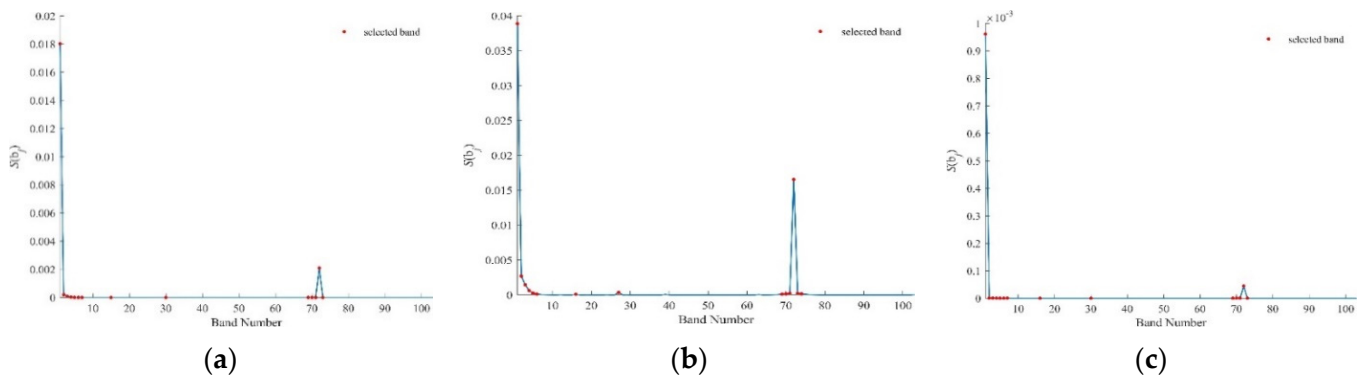 0.02
0.018
0.016
0.014
0.012
0.01
0.008
0.006
0.004
0.002
0
S(b_j)
selected band
10 20 30 40 50 60 70 80 90 100
Band Number
(a)
0.04
0.035
0.03
0.025
0.02
0.015
0.01
0.005
0
S(b_j)
selected band
20 40 60 80 100
Band Number
(b)
×10⁻³
1
0.9
0.8
0.7
0.6
0.5
0.4
0.3
0.2
0.1
0
S(b_j)
selected band
10 20 30 40 50 60 70 80 90 100
Band Number
(c)